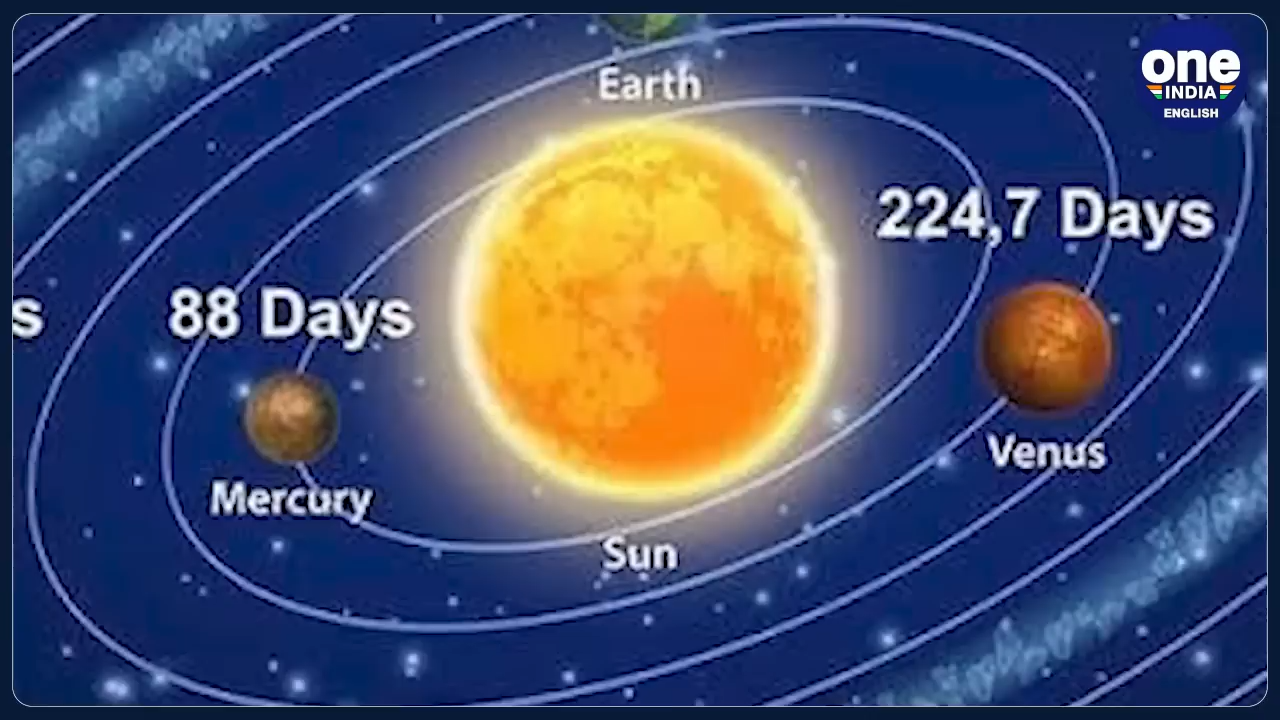 one
INDIA
ENGLISH
Earth
224,7 Days
s
88 Days
Venus
Mercury
Sun